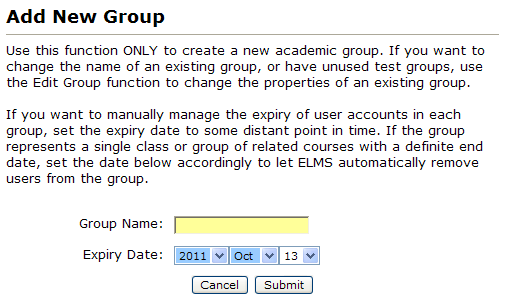 Add New Group
Use this function ONLY to create a new academic group. If you want to
change the name of an existing group, or have unused test groups, use
the Edit Group function to change the properties of an existing group.
If you want to manually manage the expiry of user accounts in each
group, set the expiry date to some distant point in time. If the group
represents a single class or group of related courses with a definite end
date, set the date below accordingly to let ELMS automatically remove
users from the group.
Group Name:
Expiry Date: 2011 Oct 13
Cancel Submit